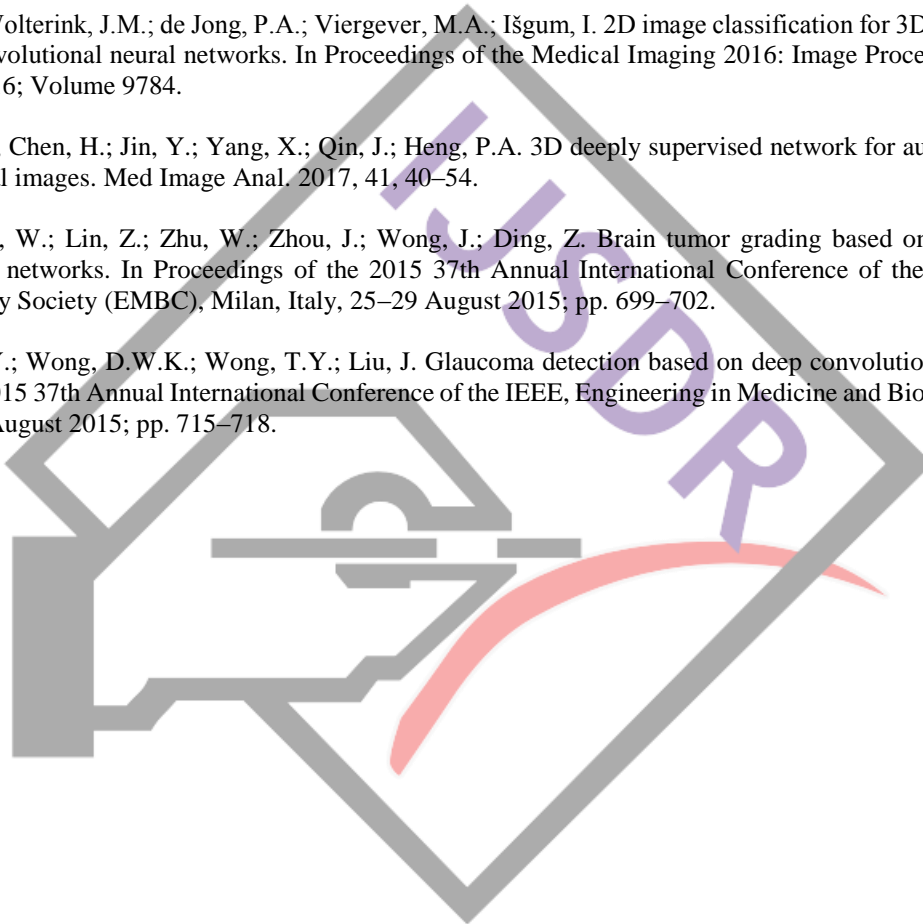 Volterink, J.M.; de Jong, P.A.; Viergever, M.A.; Išgum, I. 2D image classification for 3D
volutional neural networks. In Proceedings of the Medical Imaging 2016: Image Proce
6; Volume 9784.
Chen, H.; Jin, Y.; Yang, X.; Qin, J.; Heng, P.A. 3D deeply supervised network for au
l images. Med Image Anal. 2017, 41, 40–54.
, W.; Lin, Z.; Zhu, W.; Zhou, J.; Wong, J.; Ding, Z. Brain tumor grading based on
networks. In Proceedings of the 2015 37th Annual International Conference of the
y Society (EMBC), Milan, Italy, 25–29 August 2015; pp. 699–702.
Y.; Wong, D.W.K.; Wong, T.Y.; Liu, J. Glaucoma detection based on deep convolutio
15 37th Annual International Conference of the IEEE, Engineering in Medicine and Bio
August 2015; pp. 715–718.
IJSDR